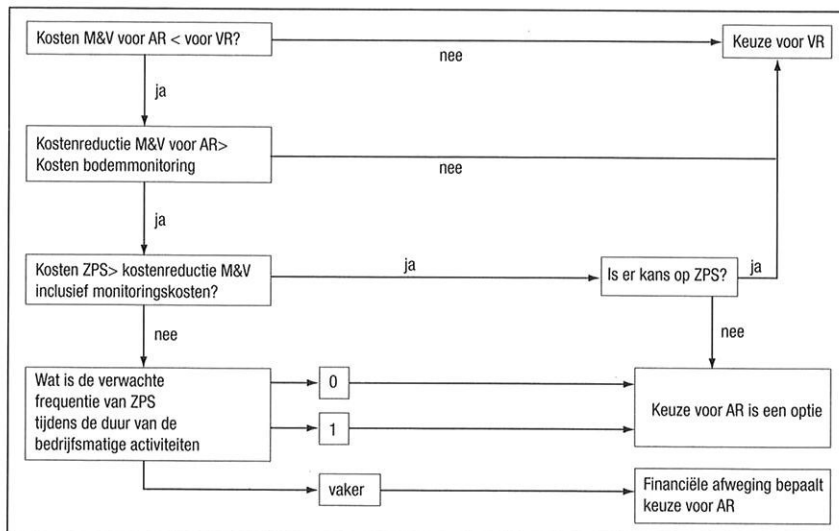 Kosten M&V voor AR < voor VR?
nee
Keuze voor VR
ja
Kostenreductie M&V voor AR>
Kosten bodemmonitoring
nee
ja
Kosten ZPS> kostenreductie M&V
inclusief monitoringskosten?
ja
Is er kans op ZPS?
ja
nee
nee
Wat is de verwachte
frequentie van ZPS
tijdens de duur van de
bedrijfsmatige activiteiten
0
1
Keuze voor AR is een optie
vaker
Financiële afweging bepaalt
keuze voor AR